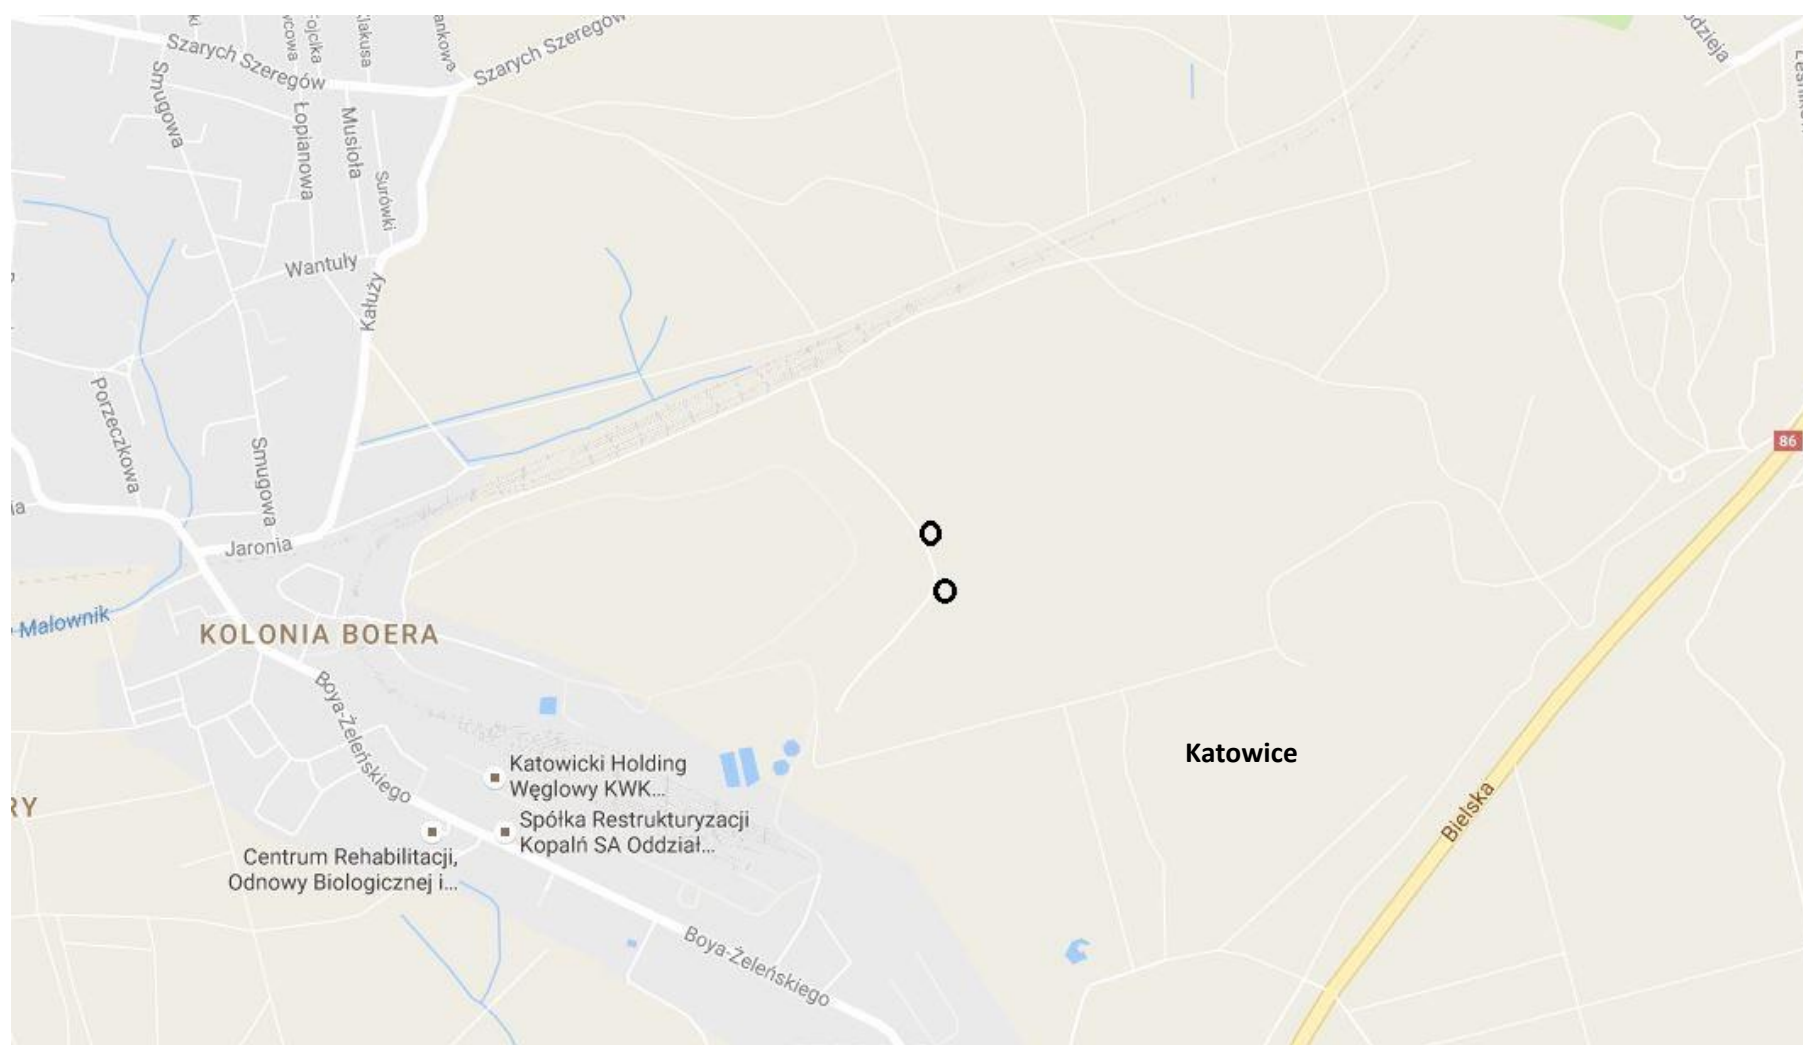 Szarych Szeregów
Szarych Szeregów
Smugowa
Łopianowa
Musioła
Surówki
Wantuły
Kałuży
Porzeczkowa
Smugowa
Jaronia
86
Malownik
KOLONIA BOERA
Boya-Żeleńskiego
Katowicki Holding
Węglowy KWK...
Spółka Restrukturyzacji
Kopalń SA Oddział...
Centrum Rehabilitacji,
Odnowy Biologicznej i...
Katowice
Bielska
Boya-Żeleńskiego